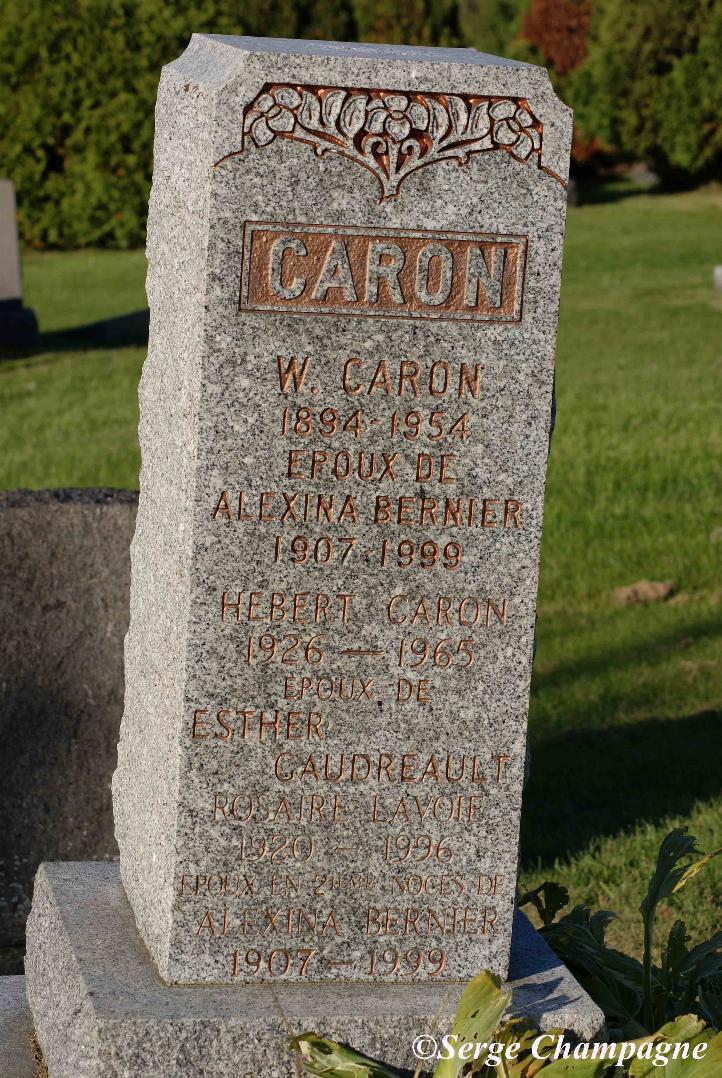 CARON
W. CARON
1894-1954
EPOUX DE
ALEXINA BERNIER
1907-1999
HEBERT CARON
1926 — 1965
EPOUX DE
ESTHER
GAUDREAULT
ROSAIRE LAVOIE
1920 — 1996
EPOUX EN 2IEME NOCES DE
ALEXINA BERNIER
1907 — 1999
©Serge Champagne